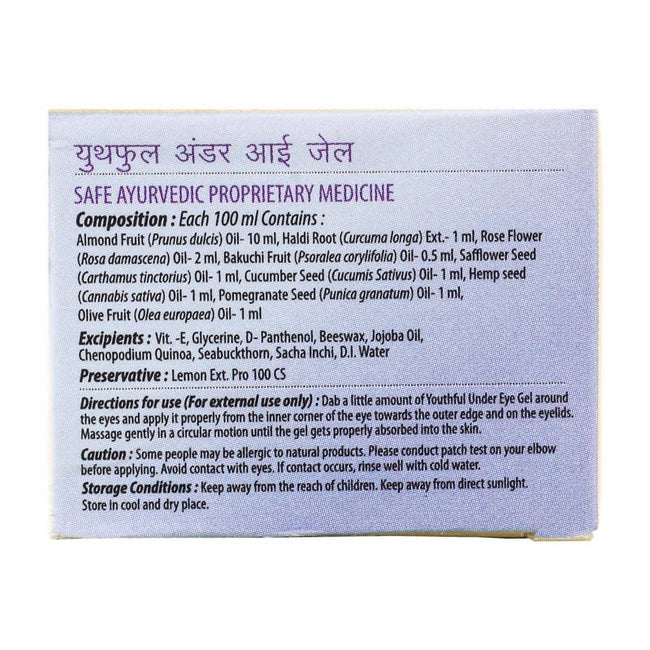 युथफुल अंडर आई जेल
SAFE AYURVEDIC PROPRIETARY MEDICINE
Composition : Each 100 ml Contains :
Almond Fruit (Prunus dulcis) Oil- 10 ml, Haldi Root (Curcuma longa) Ext.- 1 ml, Rose Flower
(Rosa damascena) Oil- 2 ml, Bakuchi Fruit (Psoralea corylifolia) Oil- 0.5 ml, Safflower Seed
(Carthamus tinctorius) Oil- 1 ml, Cucumber Seed (Cucumis Sativus) Oil- 1 ml, Hemp seed
(Cannabis sativa) Oil- 1 ml, Pomegranate Seed (Punica granatum) Oil- 1 ml,
Olive Fruit (Olea europaea) Oil- 1 ml
Excipients : Vit. -E, Glycerine, D- Panthenol, Beeswax, Jojoba Oil,
Chenopodium Quinoa, Seabuckthorn, Sacha Inchi, D.I. Water
Preservative : Lemon Ext. Pro 100 CS
Directions for use (For external use only) : Dab a little amount of Youthful Under Eye Gel around
the eyes and apply it properly from the inner corner of the eye towards the outer edge and on the eyelids.
Massage gently in a circular motion until the gel gets properly absorbed into the skin.
Caution : Some people may be allergic to natural products. Please conduct patch test on your elbow
before applying. Avoid contact with eyes. If contact occurs, rinse well with cold water.
Storage Conditions : Keep away from the reach of children. Keep away from direct sunlight.
Store in cool and dry place.